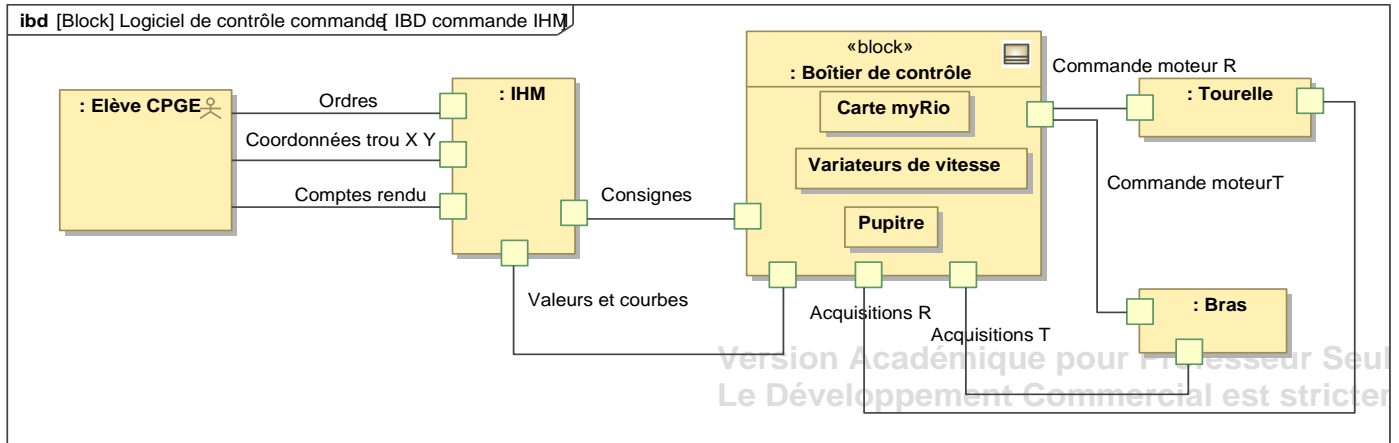 ibd [Block] Logiciel de contrôle commande[ IBD commande IHM]
: Elève CPGE
Ordres
Coordonnées trou X Y
Comptes rendu
: IHM
Consignes
Valeurs et courbes
«block»
: Boîtier de contrôle
Carte myRio
Variateurs de vitesse
Pupitre
Commande moteur R
: Tourelle
Commande moteurT
: Bras
Acquisitions R
Acquisitions T
Version Académique pour Professeur Seul
Le Développement Commercial est stricte